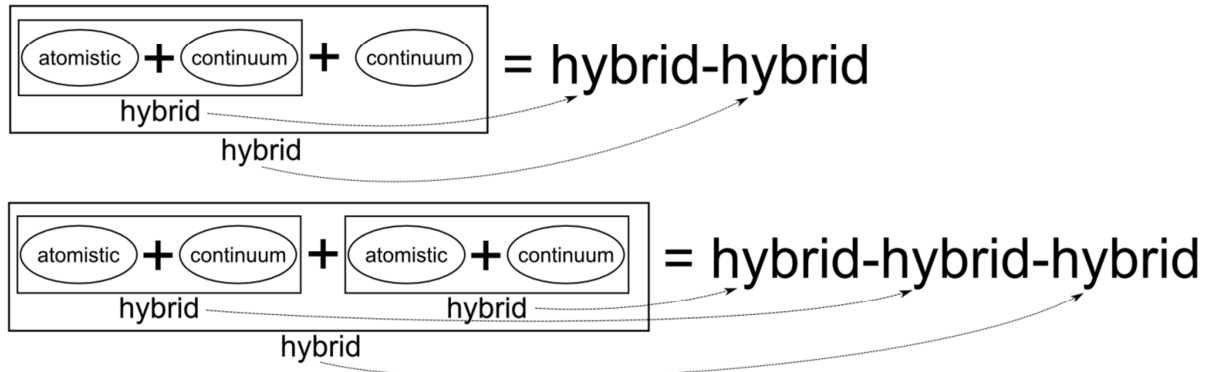 atomistic + continuum + continuum = hybrid-hybrid
hybrid
hybrid
atomistic + continuum + atomistic + continuum = hybrid-hybrid-hybrid
hybrid hybrid
hybrid